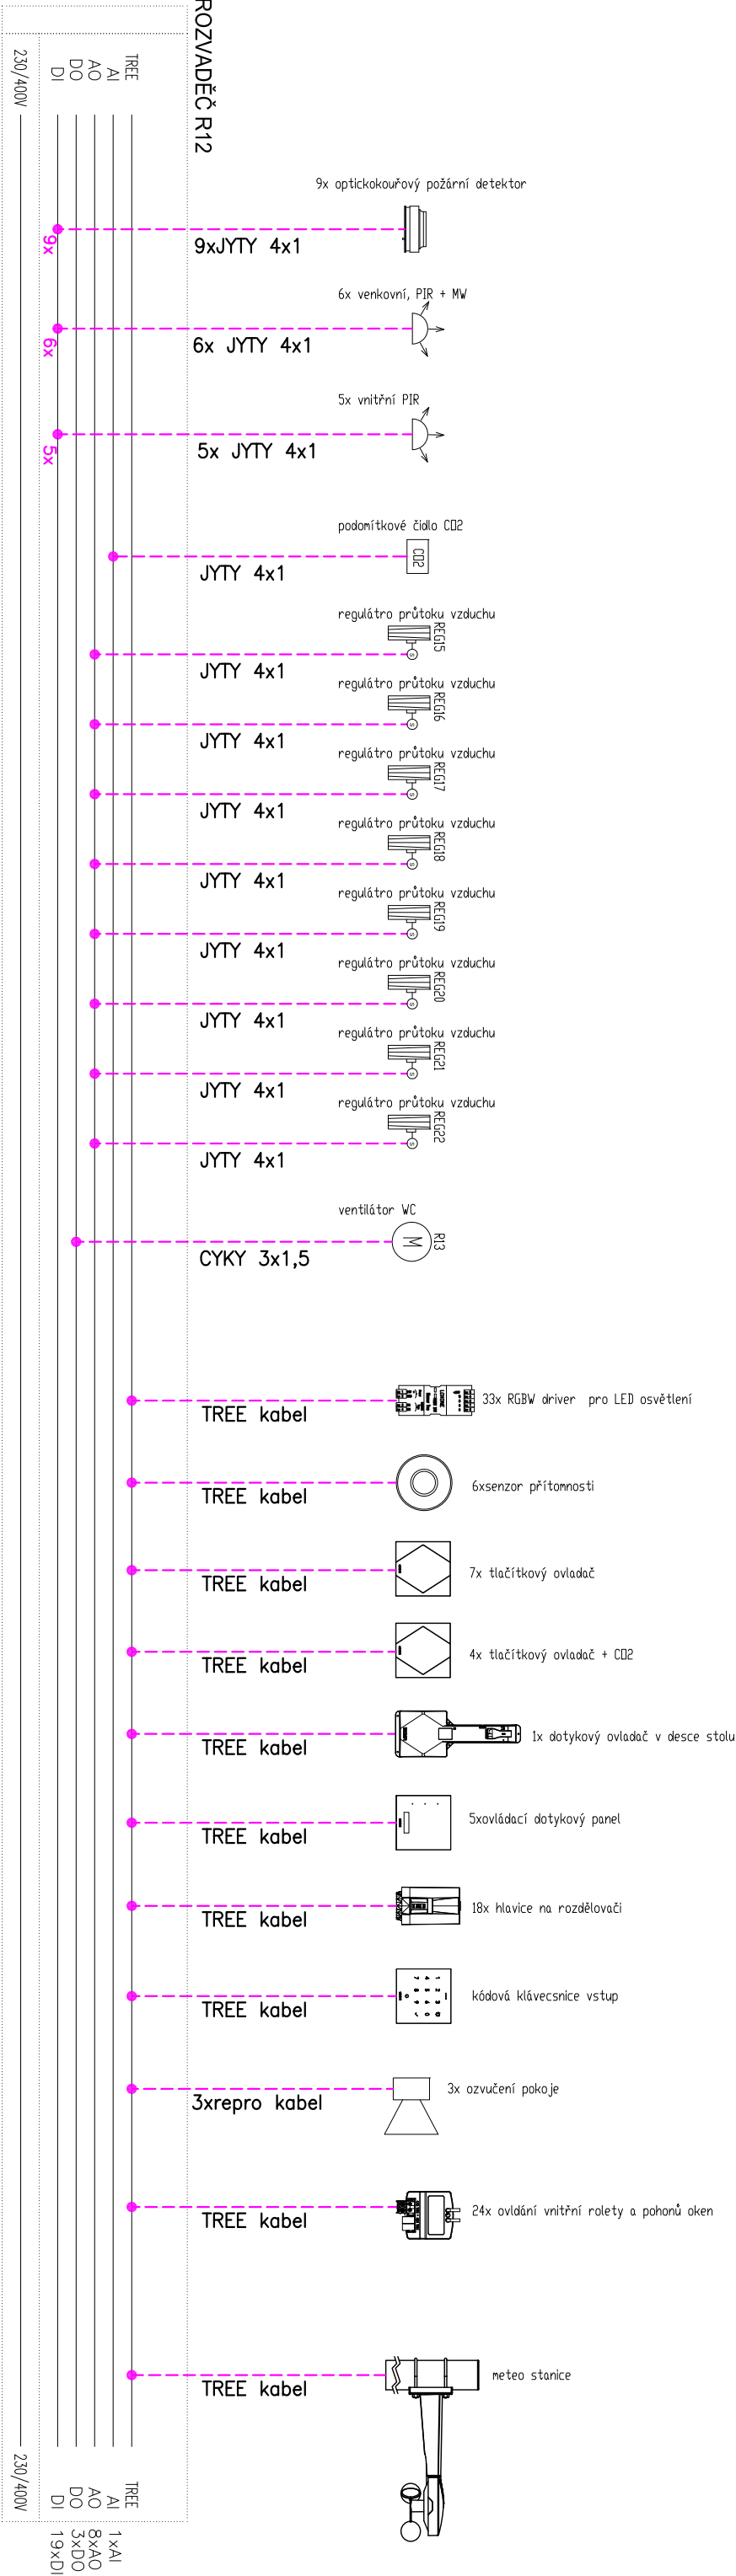 ROZVADĚČ R12
230/400V
DI
DO
AO
AI
TREE
9x optickokouřový požární detektor
9x
9xJYTY 4x1
6x venkovní, PIR + MW
6x
6x JYTY 4x1
5x vnitřní PIR
5x
5x JYTY 4x1
podomítkové čidlo CO2
CO2
JYTY 4x1
regulátro průtoku vzduchu
REG15
S
JYTY 4x1
regulátro průtoku vzduchu
REG16
S
JYTY 4x1
regulátro průtoku vzduchu
REG17
S
JYTY 4x1
regulátro průtoku vzduchu
REG18
S
JYTY 4x1
regulátro průtoku vzduchu
REG19
S
JYTY 4x1
regulátro průtoku vzduchu
REG20
S
JYTY 4x1
regulátro průtoku vzduchu
REG21
S
JYTY 4x1
regulátro průtoku vzduchu
REG22
S
JYTY 4x1
ventilátor WC
R13
M
CYKY 3x1,5
33x RGBW driver pro LED osvětlení
TREE kabel
6xsenzor přítomnosti
TREE kabel
7x tlačítkový ovladač
TREE kabel
4x tlačítkový ovladač + CO2
TREE kabel
1x dotykový ovladač v desce stolu
TREE kabel
5xovládací dotykový panel
TREE kabel
18x hlavice na rozdělovači
TREE kabel
kódová klávecsnice vstup
TREE kabel
3x ozvučení pokoje
3xrepro kabel
24x ovldání vnitřní rolety a pohonů oken
TREE kabel
meteo stanice
TREE kabel
230/400V
DI
DO
AO
AI
TREE
19xDI
3xDO
8xAO
1xAI